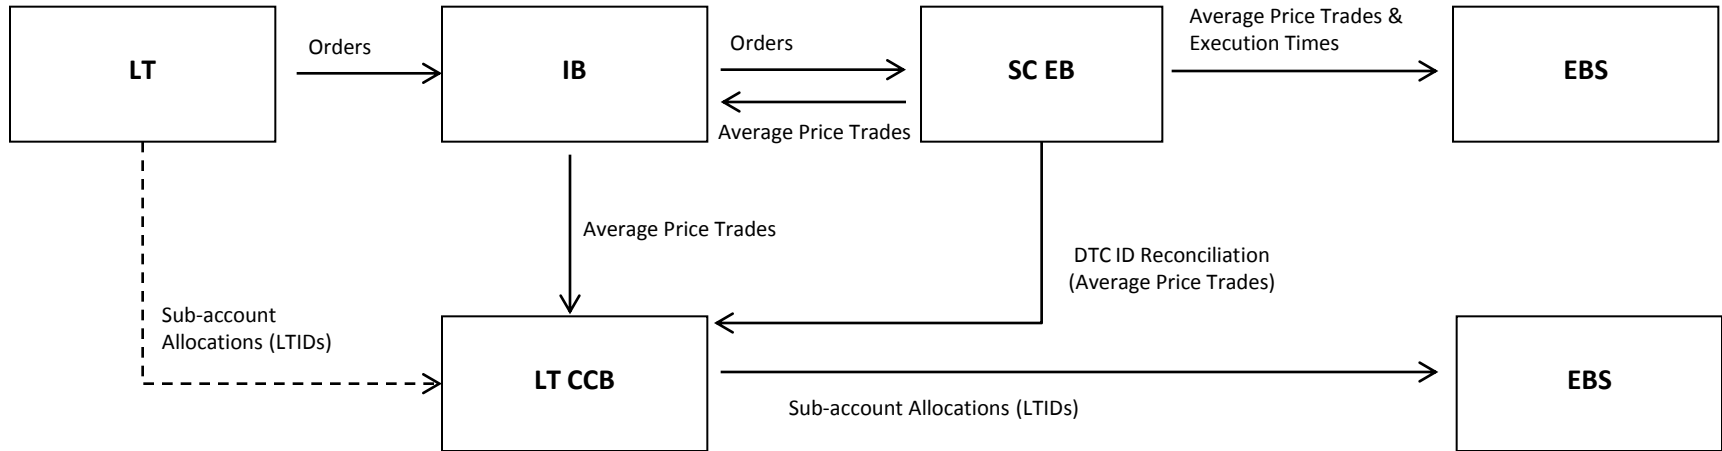 LT
Orders
IB
Orders
Average Price Trades
SC EB
Average Price Trades &
Execution Times
EBS
Average Price Trades
DTC ID Reconciliation
(Average Price Trades)
Sub-account
Allocations (LTIDs)
LT CCB
Sub-account Allocations (LTIDs)
EBS